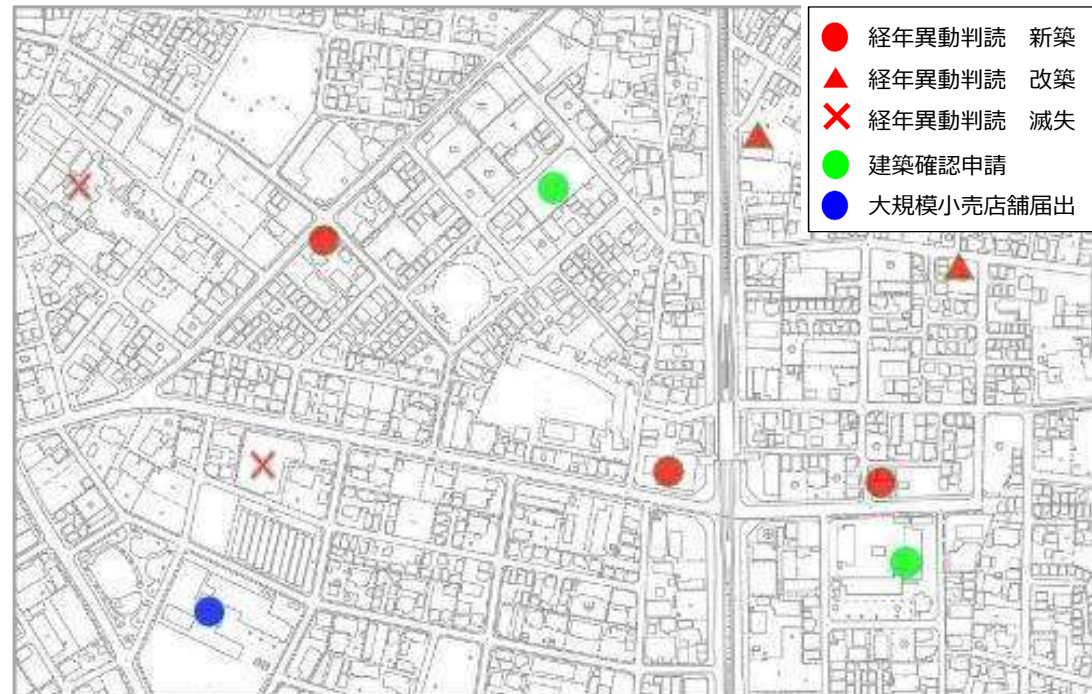 経年異動判読　新築
経年異動判読　改築
経年異動判読　滅失
建築確認申請
大規模小売店舗届出